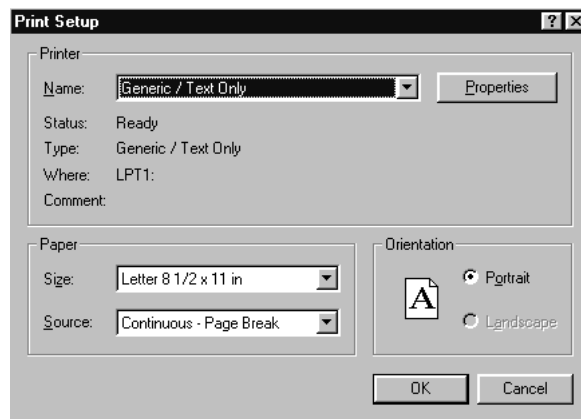 Print Setup
Printer
Name: Generic / Text Only Properties
Status: Ready
Type: Generic / Text Only
Where: LPT1:
Comment:
Paper
Size: Letter 8 1/2 x 11 in
Source: Continuous - Page Break
Orientation
A
Portrait
Landscape
OK Cancel